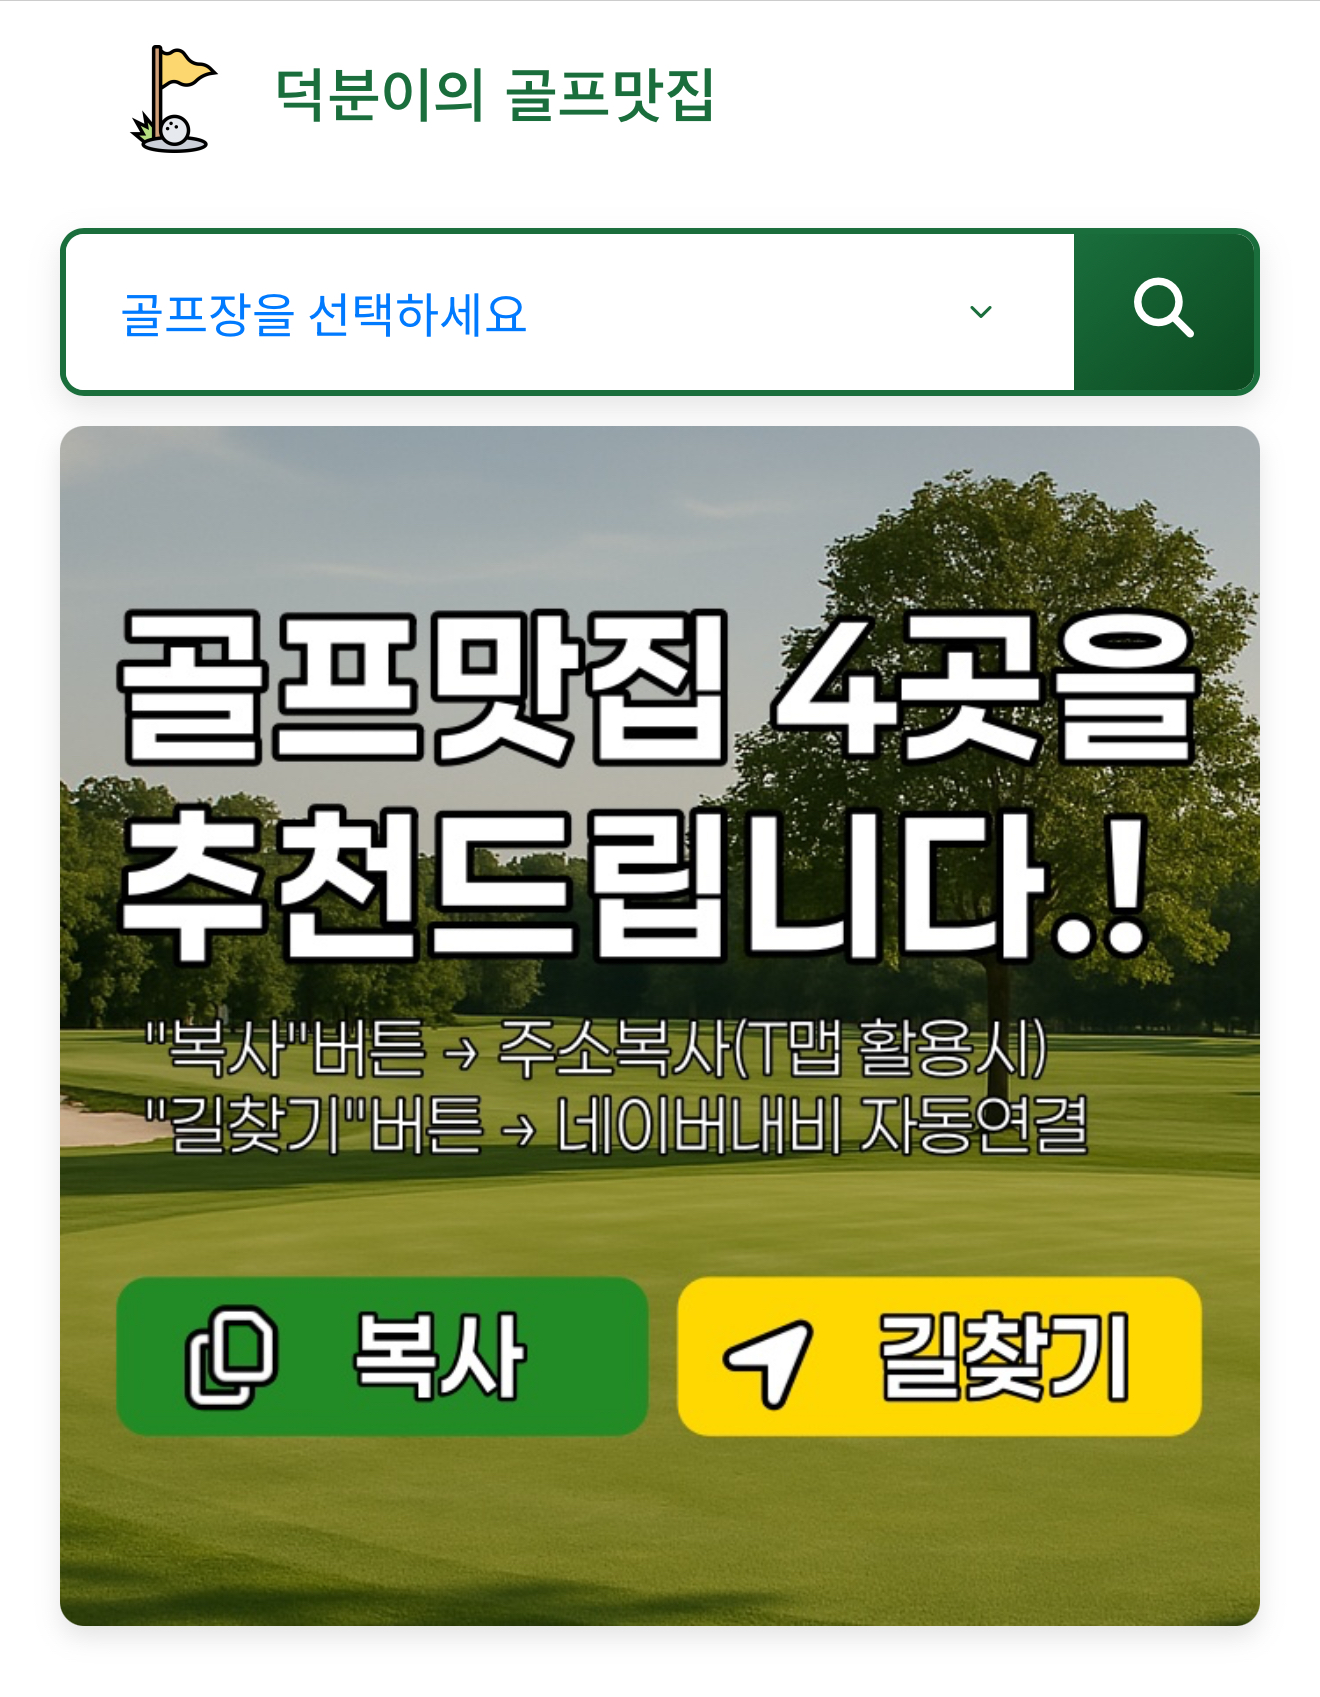 덕분이의 골프맛집
골프장을 선택하세요
골프맛집 4곳을
추천드립니다.!
"복사"버튼 → 주소복사(T맵 활용시)
"길찾기"버튼 → 네이버내비 자동연결
복사
길찾기